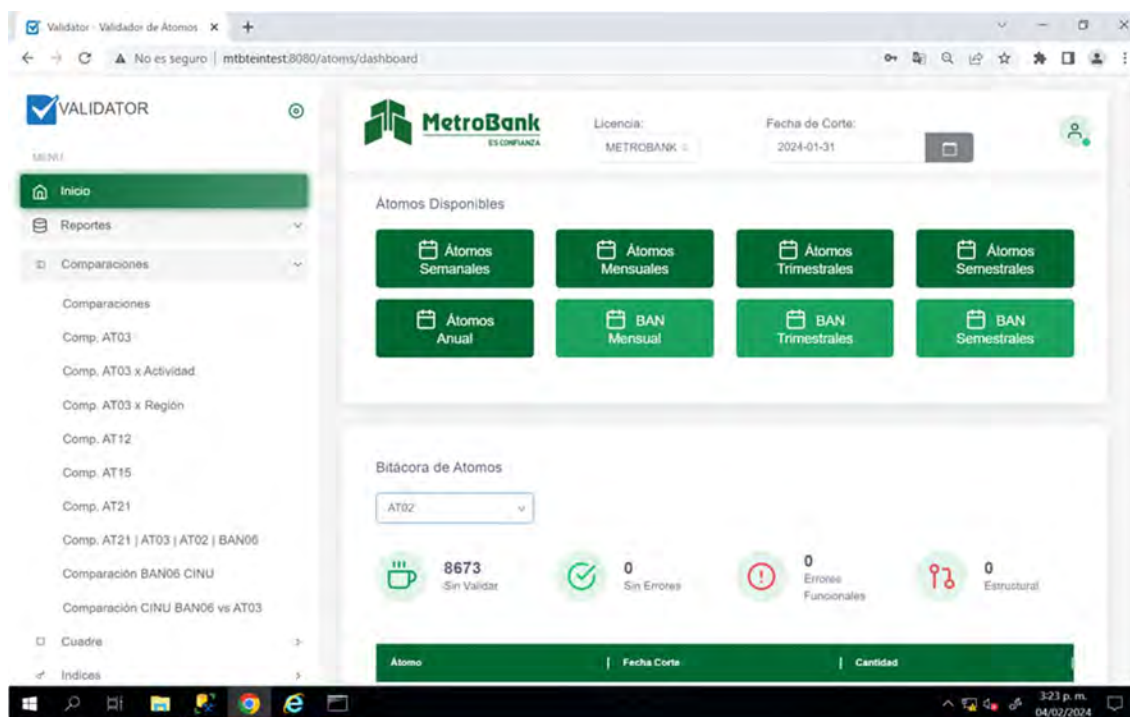 Validator - Validador de Átomos
No es seguro | mtbteintest:8080/atoms/dashboard
VALIDATOR
MENU
Inicio
Reportes
Comparaciones
Comparaciones
Comp. AT03
Comp. AT03 x Actividad
Comp. AT03 x Región
Comp. AT12
Comp. AT15
Comp. AT21
Comp. AT21 | AT03 | AT02 | BAN06
Comparación BAN06 CINU
Comparación CINU BAN06 vs AT03
Cuadre
Indices
MetroBank
ES CONFIANZA
Licencia:
METROBANK
Fecha de Corte:
2024-01-31
Átomos Disponibles
Átomos
Semanales
Átomos
Mensuales
Átomos
Trimestrales
Átomos
Semestrales
Átomos
Anual
BAN
Mensual
BAN
Trimestrales
BAN
Semestrales
Bitácora de Atomos
AT02
8673
Sin Validar
0
Sin Errores
0
Errores
Funcionales
0
Estructural
Átomo | Fecha Corte | Cantidad
3:23 p. m.
04/02/2024